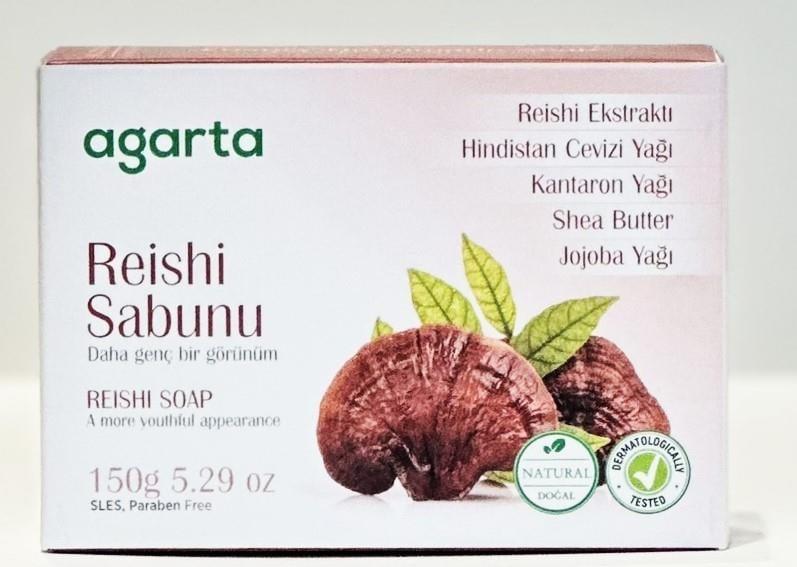 agarta
Reishi Ekstraktı
Hindistan Cevizi Yağı
Kantaron Yağı
Shea Butter
Jojoba Yağı
Reishi
Sabunu
Daha genç bir görünüm
REISHI SOAP
A more youthful appearance
150g 5.29 oz
SLES, Paraben Free
NATURAL
DOĞAL
DERMATOLOGICALLY
TESTED